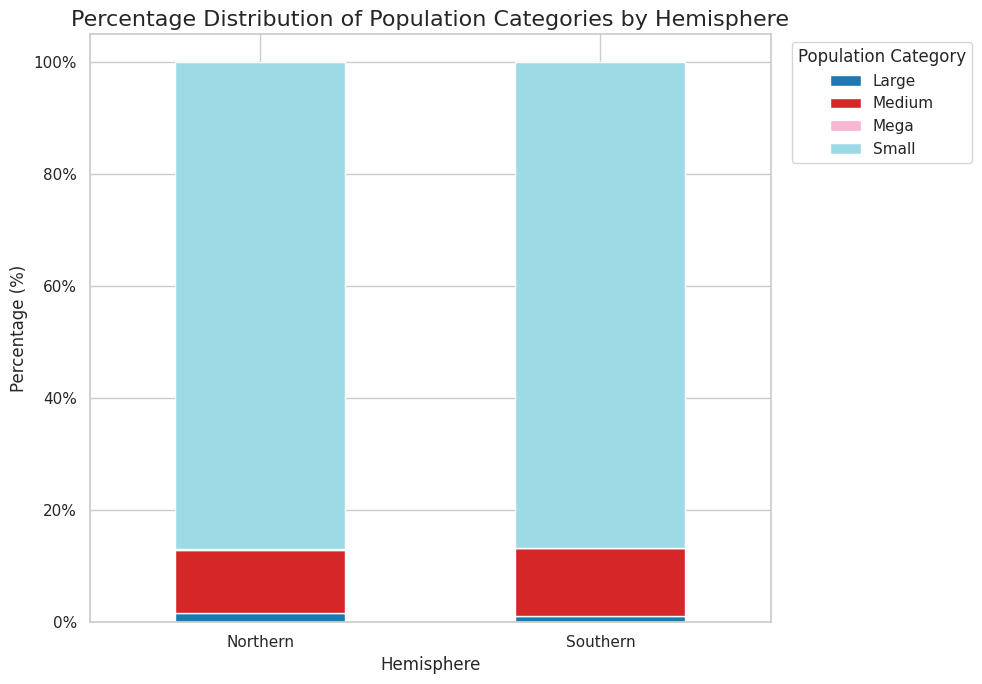 Percentage Distribution of Population Categories by Hemisphere
Population Category
Large
Medium
Mega
Small
Percentage (%)
100%
80%
60%
40%
20%
0%
Northern
Southern
Hemisphere